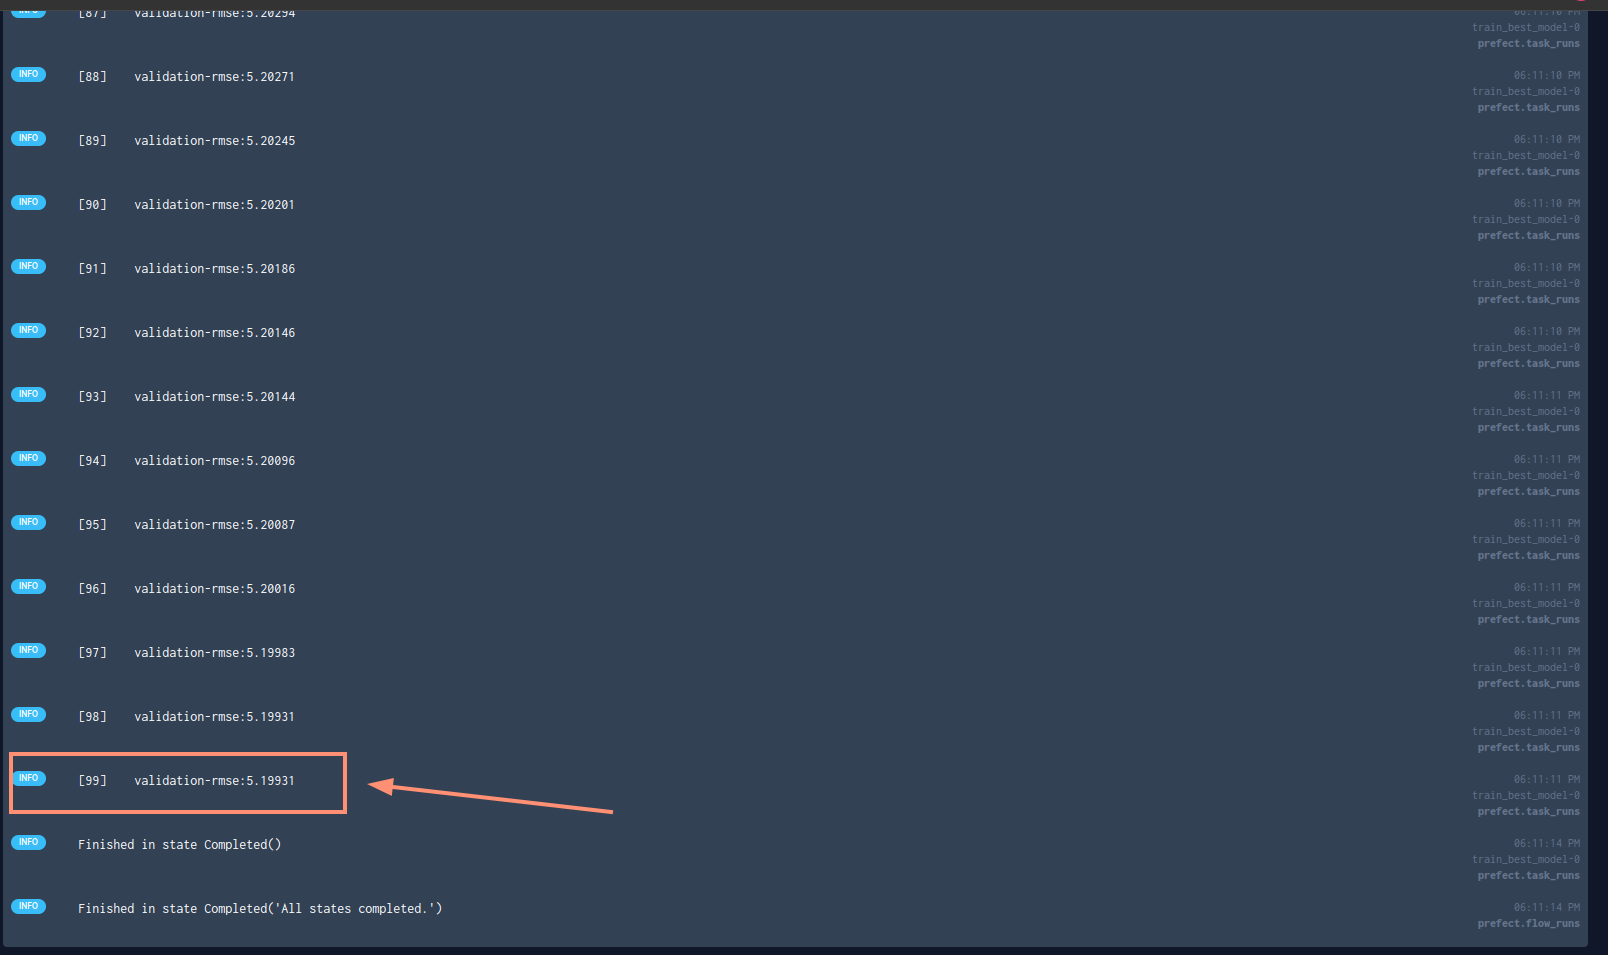 INFO [87] validation-rmse:5.20294 06:11:10 PM
train_best_model-0
prefect.task_runs
INFO [88] validation-rmse:5.20271 06:11:10 PM
train_best_model-0
prefect.task_runs
INFO [89] validation-rmse:5.20245 06:11:10 PM
train_best_model-0
prefect.task_runs
INFO [90] validation-rmse:5.20201 06:11:10 PM
train_best_model-0
prefect.task_runs
INFO [91] validation-rmse:5.20186 06:11:10 PM
train_best_model-0
prefect.task_runs
INFO [92] validation-rmse:5.20146 06:11:10 PM
train_best_model-0
prefect.task_runs
INFO [93] validation-rmse:5.20144 06:11:11 PM
train_best_model-0
prefect.task_runs
INFO [94] validation-rmse:5.20096 06:11:11 PM
train_best_model-0
prefect.task_runs
INFO [95] validation-rmse:5.20087 06:11:11 PM
train_best_model-0
prefect.task_runs
INFO [96] validation-rmse:5.20016 06:11:11 PM
train_best_model-0
prefect.task_runs
INFO [97] validation-rmse:5.19983 06:11:11 PM
train_best_model-0
prefect.task_runs
INFO [98] validation-rmse:5.19931 06:11:11 PM
train_best_model-0
prefect.task_runs
INFO [99] validation-rmse:5.19931 06:11:11 PM
train_best_model-0
prefect.task_runs
INFO Finished in state Completed() 06:11:14 PM
train_best_model-0
prefect.task_runs
INFO Finished in state Completed('All states completed.') 06:11:14 PM
prefect.flow_runs